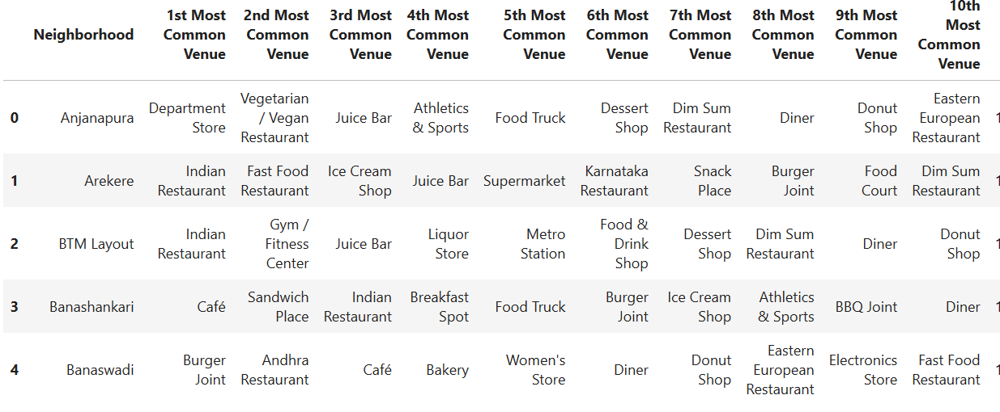 Neighborhood 1st Most Common Venue 2nd Most Common Venue 3rd Most Common Venue 4th Most Common Venue 5th Most Common Venue 6th Most Common Venue 7th Most Common Venue 8th Most Common Venue 9th Most Common Venue 10th Most Common Venue
0 Anjanapura Department Store Vegetarian / Vegan Restaurant Juice Bar Athletics & Sports Food Truck Dessert Shop Dim Sum Restaurant Diner Donut Shop Eastern European Restaurant
1 Arekere Indian Restaurant Fast Food Restaurant Ice Cream Shop Juice Bar Supermarket Karnataka Restaurant Snack Place Burger Joint Food Court Dim Sum Restaurant
2 BTM Layout Indian Restaurant Gym / Fitness Center Juice Bar Liquor Store Metro Station Food & Drink Shop Dessert Shop Dim Sum Restaurant Diner Donut Shop
3 Banashankari Café Sandwich Place Indian Restaurant Breakfast Spot Food Truck Burger Joint Ice Cream Shop Athletics & Sports BBQ Joint Diner
4 Banaswadi Burger Joint Andhra Restaurant Café Bakery Women's Store Diner Donut Shop Eastern European Restaurant Electronics Store Fast Food Restaurant